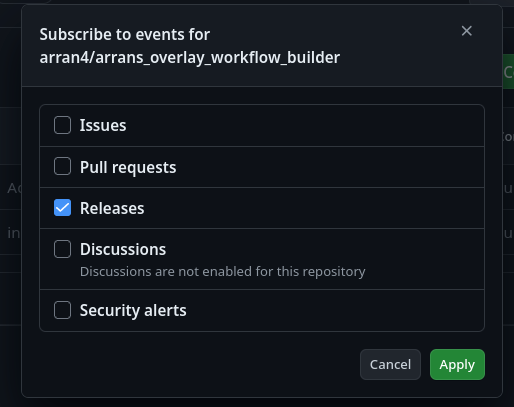 Subscribe to events for
arran4/arrans_overlay_workflow_builder
Issues
Pull requests
Releases
Discussions
Discussions are not enabled for this repository
Security alerts
Cancel
Apply